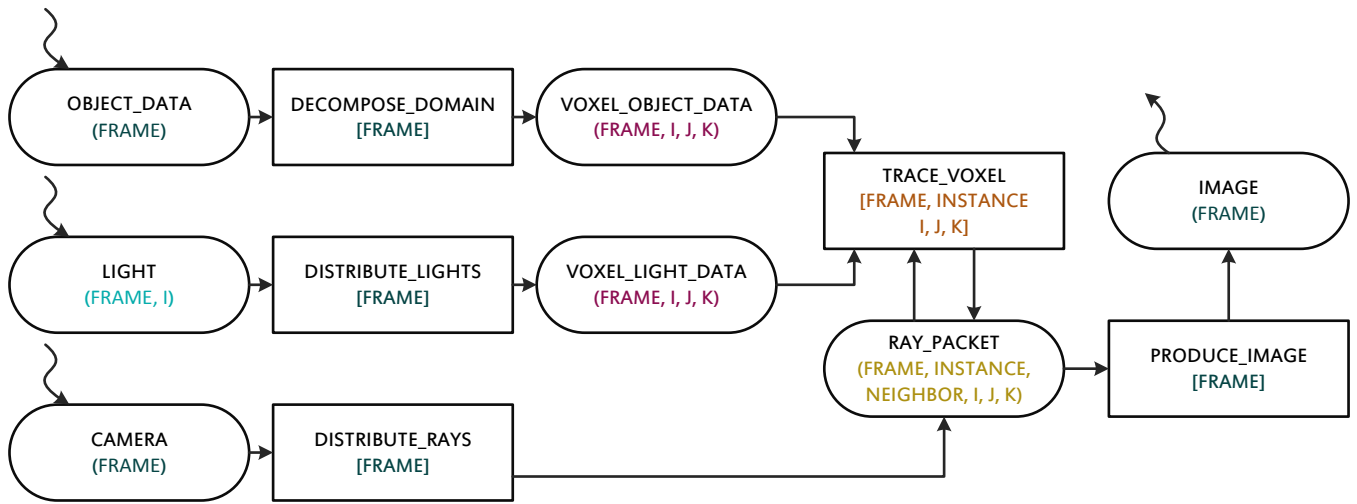 OBJECT_DATA
(FRAME)
DECOMPOSE_DOMAIN
[FRAME]
VOXEL_OBJECT_DATA
(FRAME, I, J, K)
TRACE_VOXEL
[FRAME, INSTANCE
I, J, K]
IMAGE
(FRAME)
LIGHT
(FRAME, I)
DISTRIBUTE_LIGHTS
[FRAME]
VOXEL_LIGHT_DATA
(FRAME, I, J, K)
RAY_PACKET
(FRAME, INSTANCE,
NEIGHBOR, I, J, K)
PRODUCE_IMAGE
[FRAME]
CAMERA
(FRAME)
DISTRIBUTE_RAYS
[FRAME]